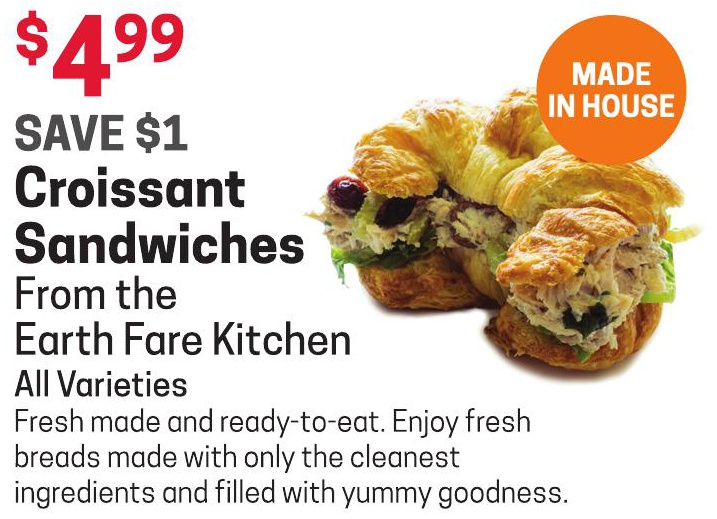 $4.99
SAVE $1
Croissant
Sandwiches
From the
Earth Fare Kitchen
All Varieties
Fresh made and ready-to-eat. Enjoy fresh
breads made with only the cleanest
ingredients and filled with yummy goodness.
MADE
IN HOUSE